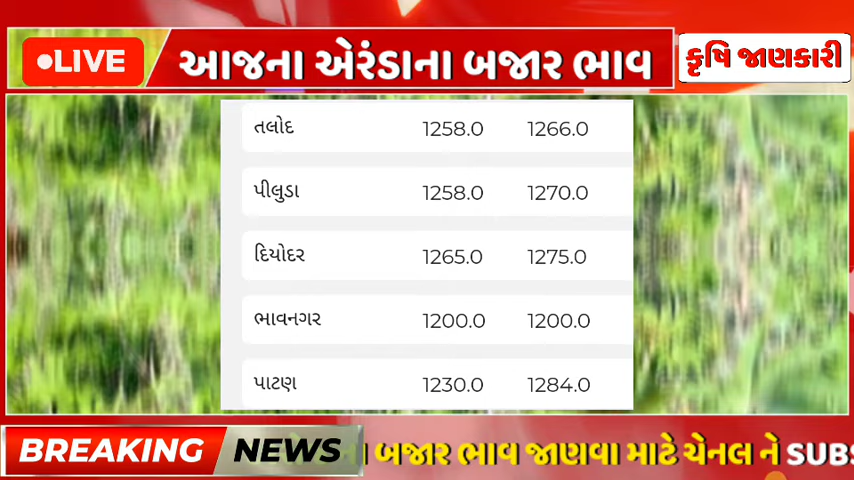 LIVE આજના એરંડાના બજાર ભાવ કૃષિ જાણકારી
તલોદ 1258.0 1266.0
પીલુડા 1258.0 1270.0
દિયોદર 1265.0 1275.0
ભાવનગર 1200.0 1200.0
પાટણ 1230.0 1284.0
BREAKING NEWS બજાર ભાવ જાણવા માટે ચેનલ ને SUBS